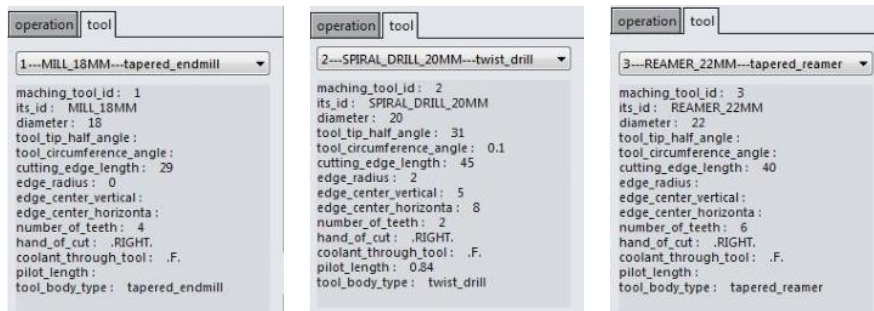 operation tool
1---MILL_18MM---tapered_endmill
maching_tool_id : 1
its_id : MILL_18MM
diameter : 18
tool_tip_half_angle :
tool_circumference_angle :
cutting_edge_length : 29
edge_radius : 0
edge_center_vertical :
edge_center_horizonta :
number_of_teeth : 4
hand_of_cut : .RIGHT.
coolant_through_tool : .F.
pilot_length :
tool_body_type : tapered_endmill
operation tool
2---SPIRAL_DRILL_20MM---twist_drill
maching_tool_id : 2
its_id : SPIRAL_DRILL_20MM
diameter : 20
tool_tip_half_angle : 31
tool_circumference_angle : 0.1
cutting_edge_length : 45
edge_radius : 2
edge_center_vertical : 5
edge_center_horizonta : 8
number_of_teeth : 2
hand_of_cut : .RIGHT.
coolant_through_tool : .F.
pilot_length : 0.84
tool_body_type : twist_drill
operation tool
3---REAMER_22MM---tapered_reamer
maching_tool_id : 3
its_id : REAMER_22MM
diameter : 22
tool_tip_half_angle :
tool_circumference_angle :
cutting_edge_length : 40
edge_radius :
edge_center_vertical :
edge_center_horizonta :
number_of_teeth : 6
hand_of_cut : .RIGHT.
coolant_through_tool : .F.
pilot_length :
tool_body_type : tapered_reamer